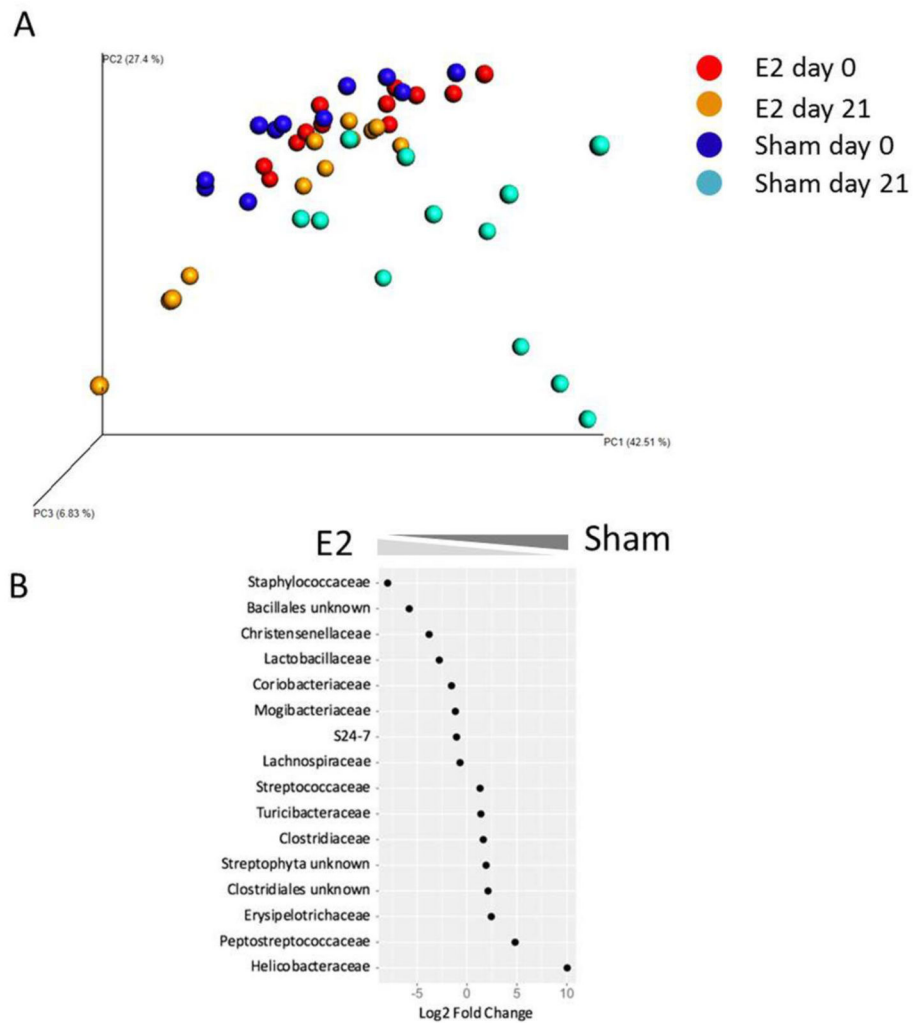 A
PC2 (27.4 %)
E2 day 0
E2 day 21
Sham day 0
Sham day 21
PC1 (42.51 %)
PC3 (6.83 %)
E2
Sham
B
Staphylococcaceae
Bacillales unknown
Christensenellaceae
Lactobacillaceae
Coriobacteriaceae
Mogibacteriaceae
S24-7
Lachnospiraceae
Streptococcaceae
Turicibacteraceae
Clostridiaceae
Streptophyta unknown
Clostridiales unknown
Erysipelotrichaceae
Peptostreptococcaceae
Helicobacteraceae
-5 0 5 10
Log2 Fold Change